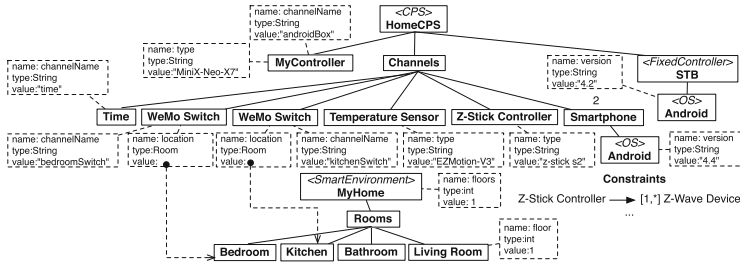 <CPS>
HomeCPS
name: channelName
type:String
value:"androidBox"
name: type
type:String
value:"MiniX-Neo-X7"
MyController
Channels
name: version
type:String
value:"4.2"
<FixedController>
STB
<OS>
Android
name: channelName
type:String
value:"time"
Time
WeMo Switch
WeMo Switch
Temperature Sensor
Z-Stick Controller
2
Smartphone
<OS>
Android
name: channelName
type:String
value:"bedroomSwitch"
name: location
type:Room
value:
name: location
type:Room
value:
name: channelName
type:String
value:"kitchenSwitch"
name: type
type:String
value:"EZMotion-V3"
name: type
type:String
value:"z-stick s2"
name: version
type:String
value:"4.4"
<SmartEnvironment>
MyHome
name: floors
type:int
value: 1
Constraints
Z-Stick Controller [1,*] Z-Wave Device
...
Rooms
name: floor
type:int
value:1
Bedroom
Kitchen
Bathroom
Living Room